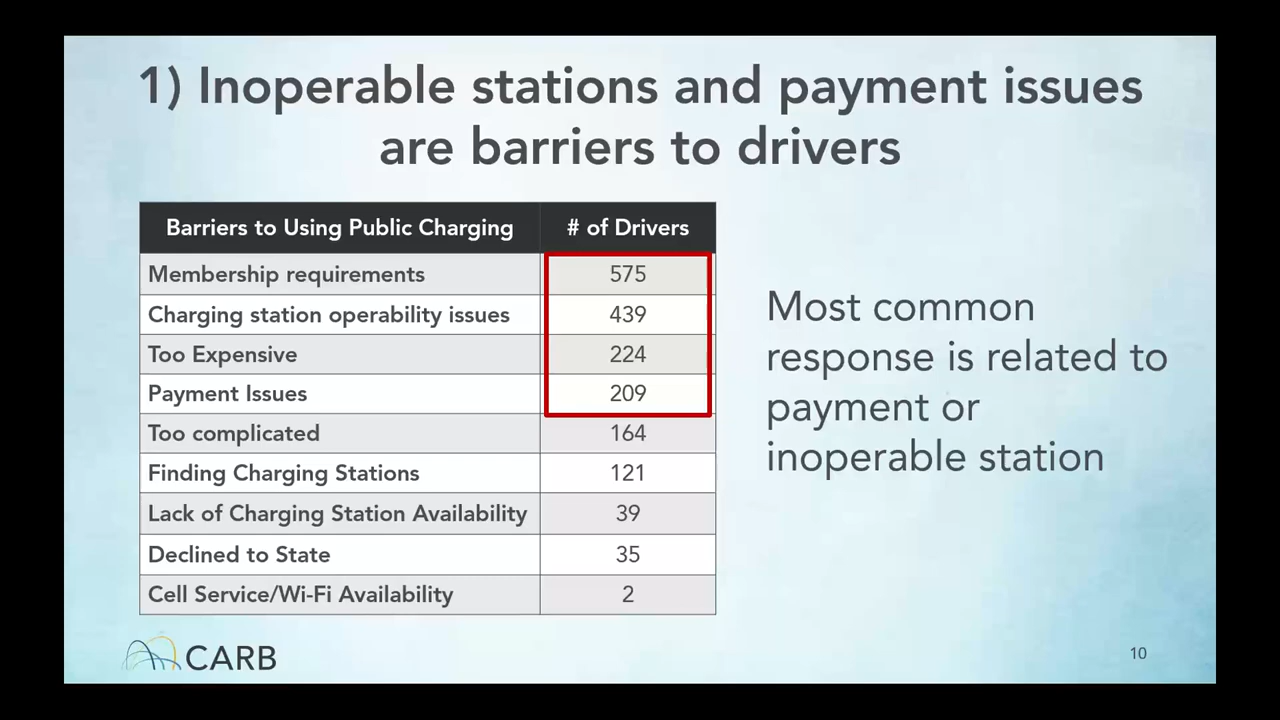 1) Inoperable stations and payment issues
are barriers to drivers
Barriers to Using Public Charging # of Drivers
Membership requirements 575
Charging station operability issues 439
Too Expensive 224
Payment Issues 209
Too complicated 164
Finding Charging Stations 121
Lack of Charging Station Availability 39
Declined to State 35
Cell Service/Wi-Fi Availability 2
Most common
response is related to
payment or
inoperable station
CARB
10